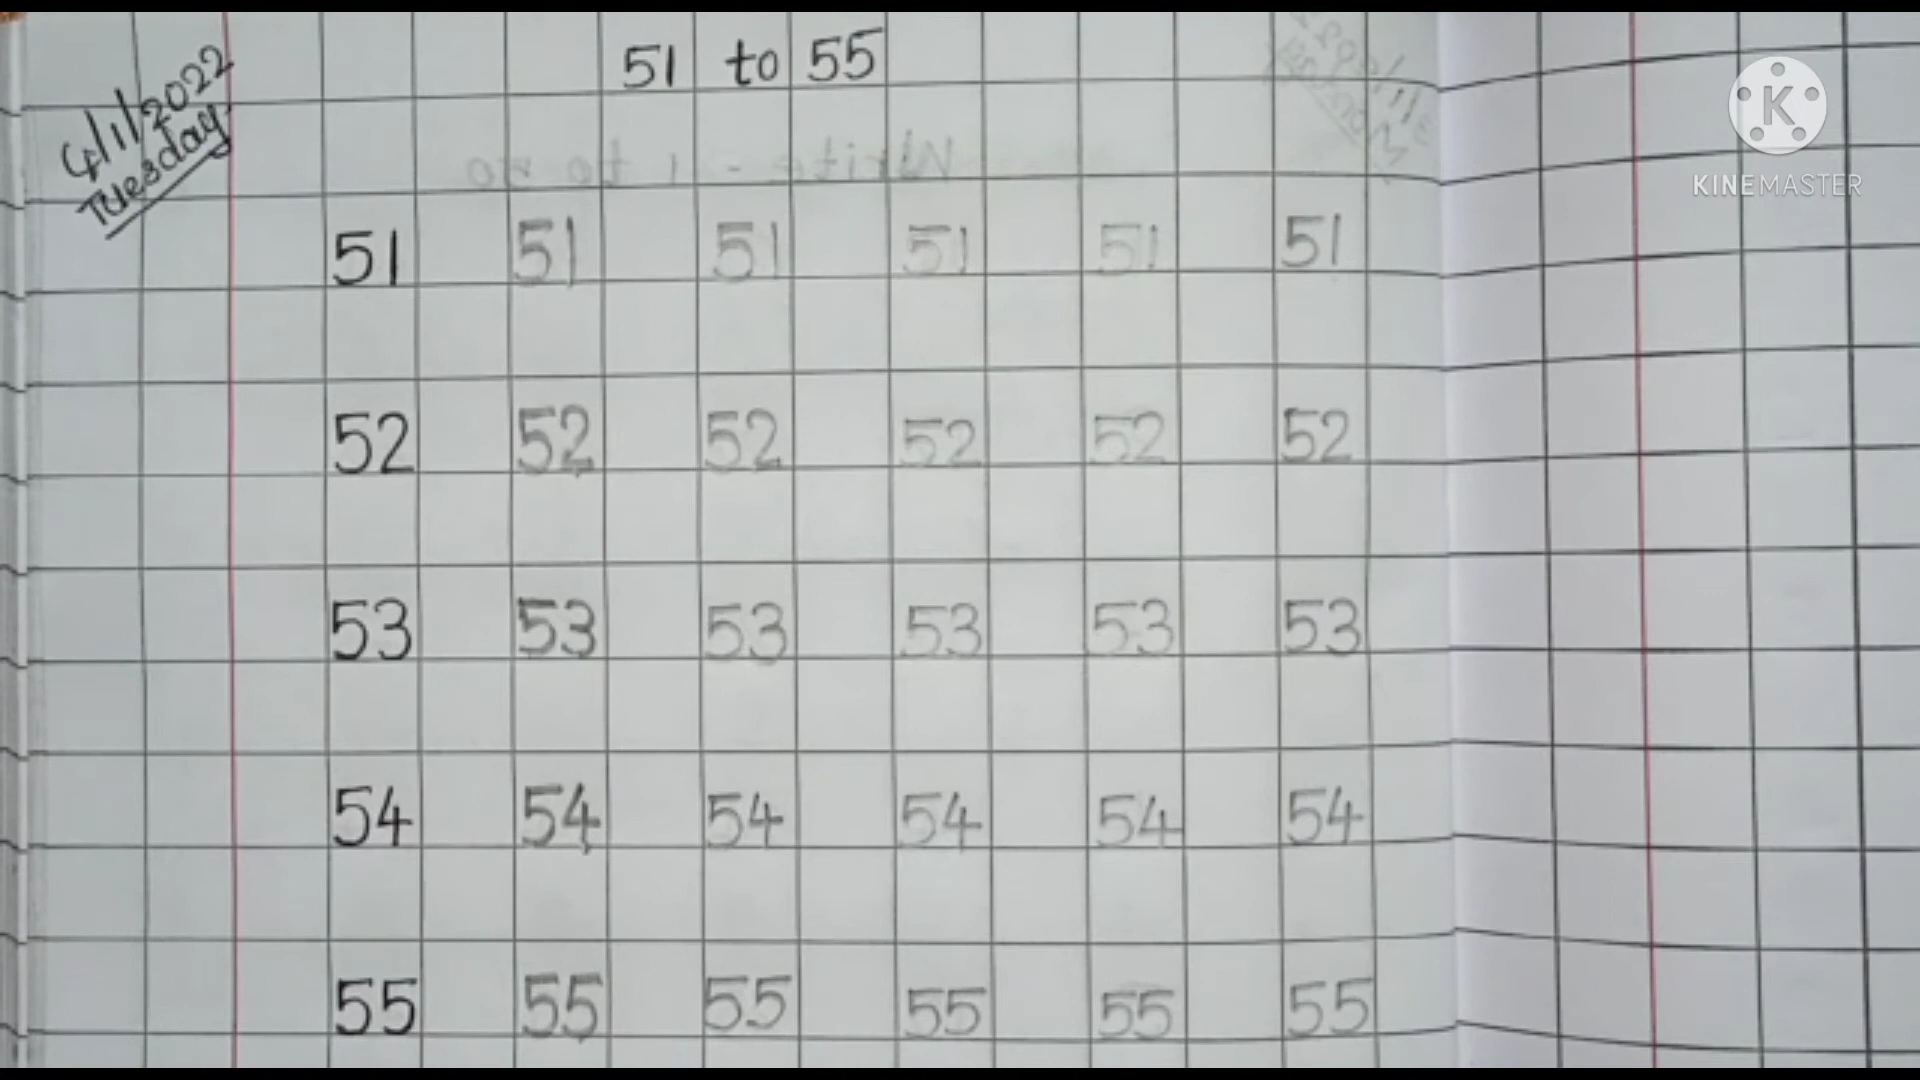 4/1/2022
Tuesday
51 to 55
51 51 51 51 51 51
52 52 52 52 52 52
53 53 53 53 53 53
54 54 54 54 54 54
55 55 55 55 55 55
K
KINEMASTER